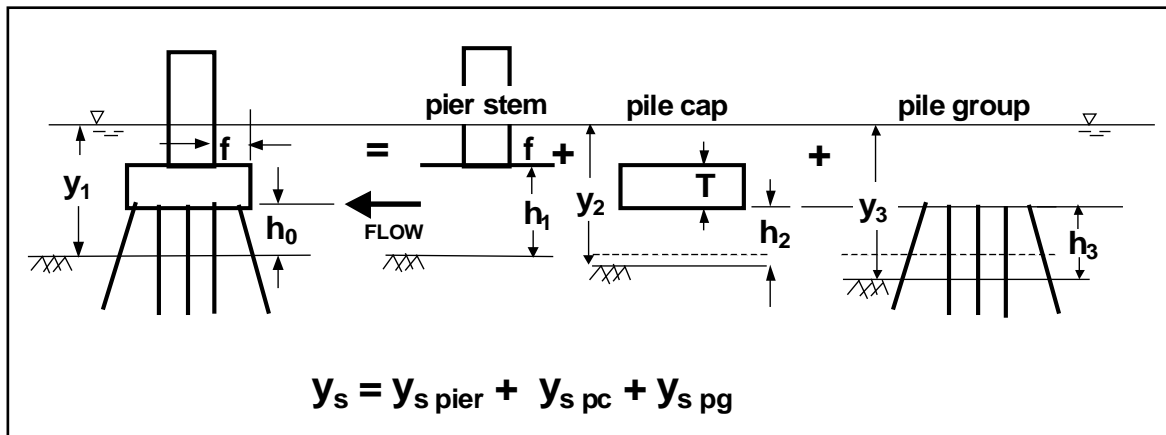 pier stem
pile cap
pile group
f
=
f
+
+
y1
h0
FLOW
h1
y2
T
h2
y3
h3
ys = ys pier + ys pc + ys pg